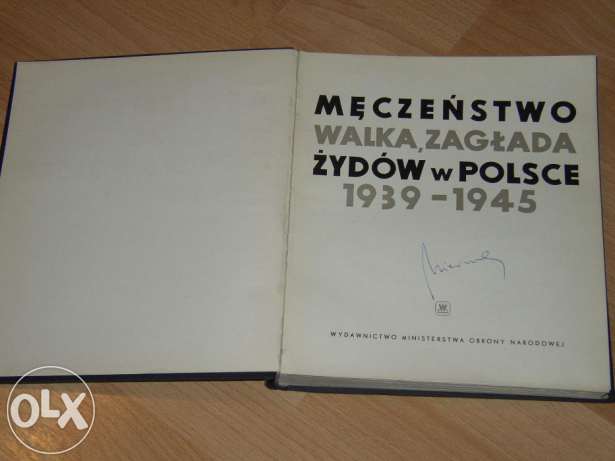 MĘCZEŃSTWO
WALKA, ZAGŁADA
ŻYDÓW w POLSCE
1939-1945
W
WYDAWNICTWO MINISTERSTWA OBRONY NARODOWEJ
OLX